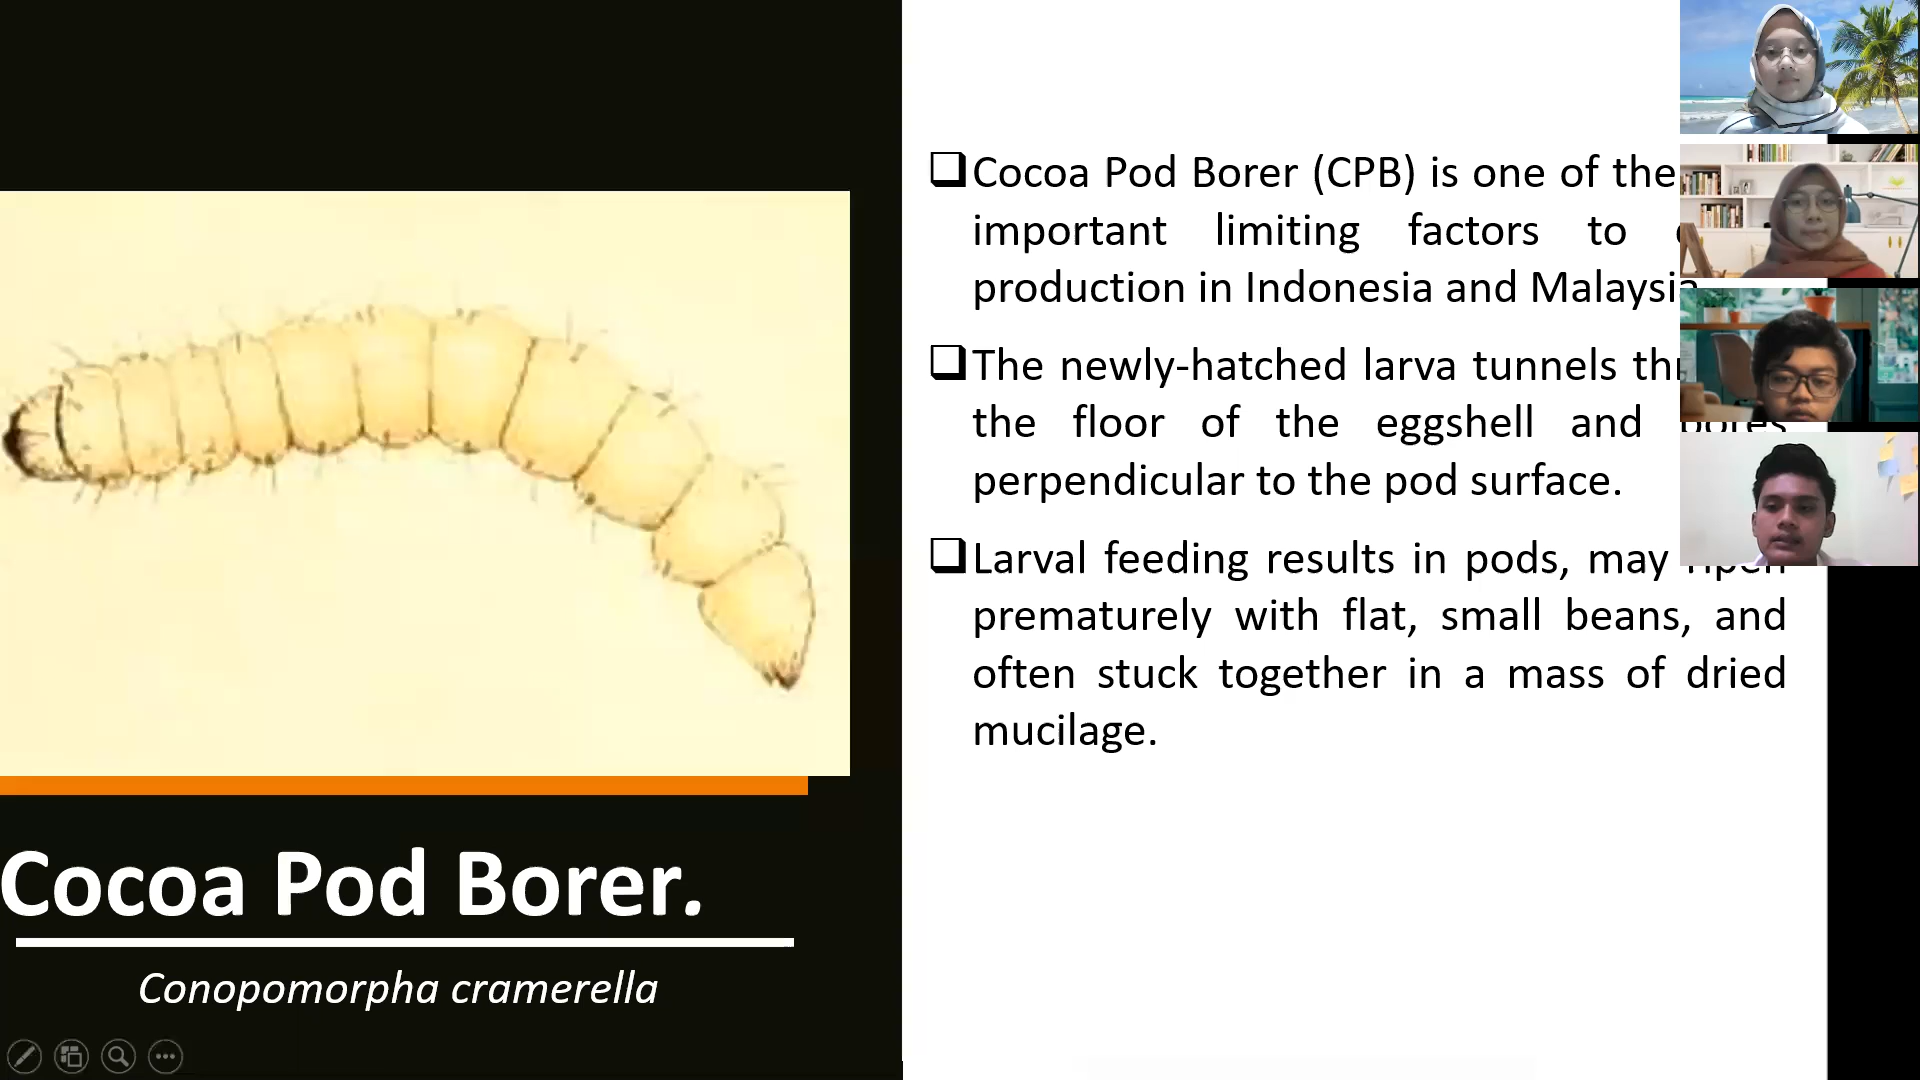 Cocoa Pod Borer.
Conopomorpha cramerella
Cocoa Pod Borer (CPB) is one of the
important limiting factors to
production in Indonesia and Malaysia
The newly-hatched larva tunnels
the floor of the eggshell and bores
perpendicular to the pod surface.
Larval feeding results in pods, may ripen
prematurely with flat, small beans, and
often stuck together in a mass of dried
mucilage.